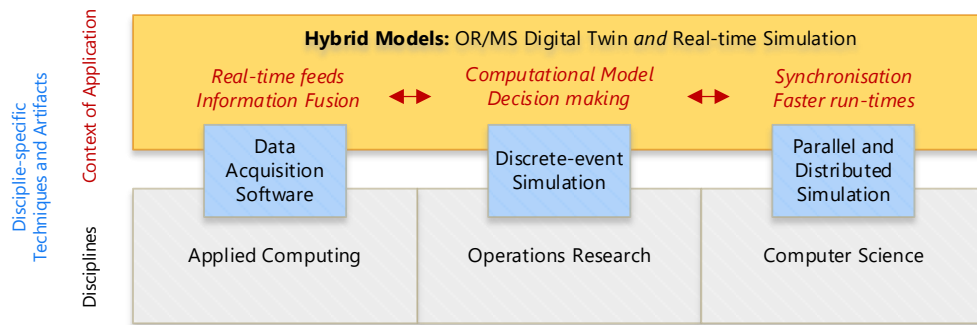 Disciplie-specific
Techniques and Artifacts
Context of Application
Disciplines
Hybrid Models: OR/MS Digital Twin and Real-time Simulation
Real-time feeds
Information Fusion
Computational Model
Decision making
Synchronisation
Faster run-times
Data
Acquisition
Software
Discrete-event
Simulation
Parallel and
Distributed
Simulation
Applied Computing
Operations Research
Computer Science